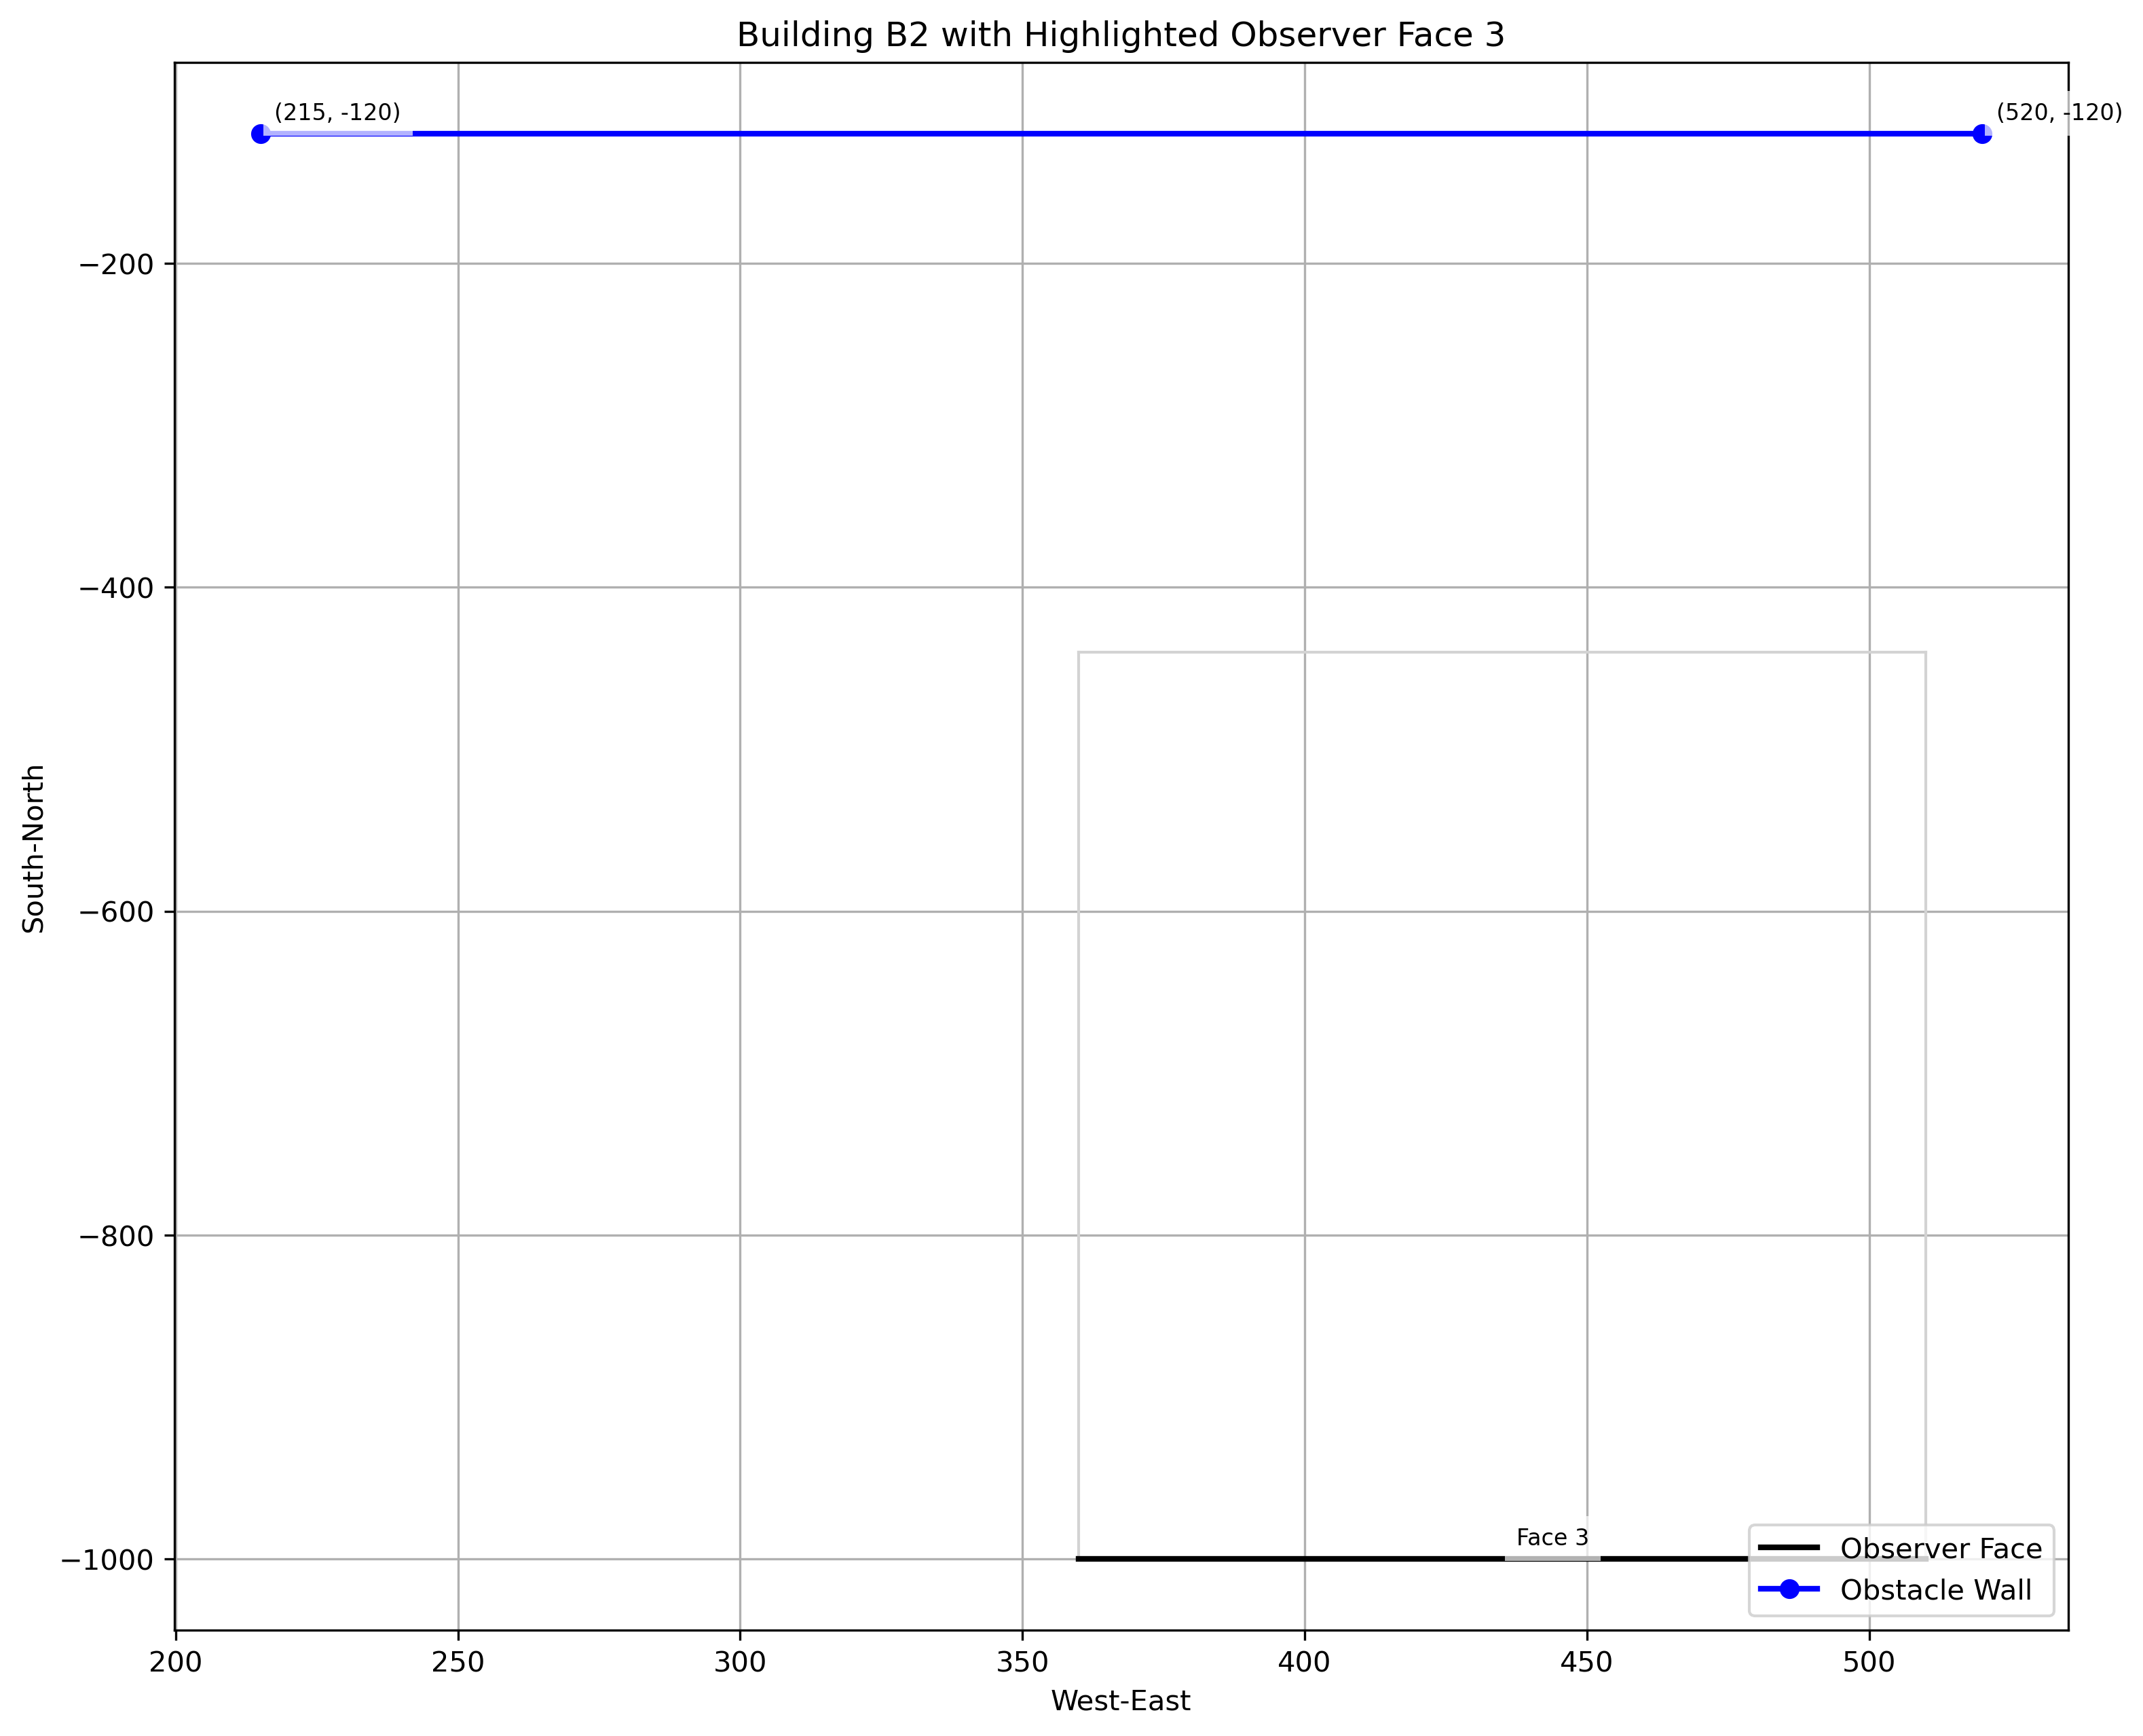 Building B2 with Highlighted Observer Face 3
(215, -120)
(520, -120)
−200
−400
−600
−800
−1000
South-North
Face 3
Observer Face
Obstacle Wall
200
250
300
350
400
450
500
West-East